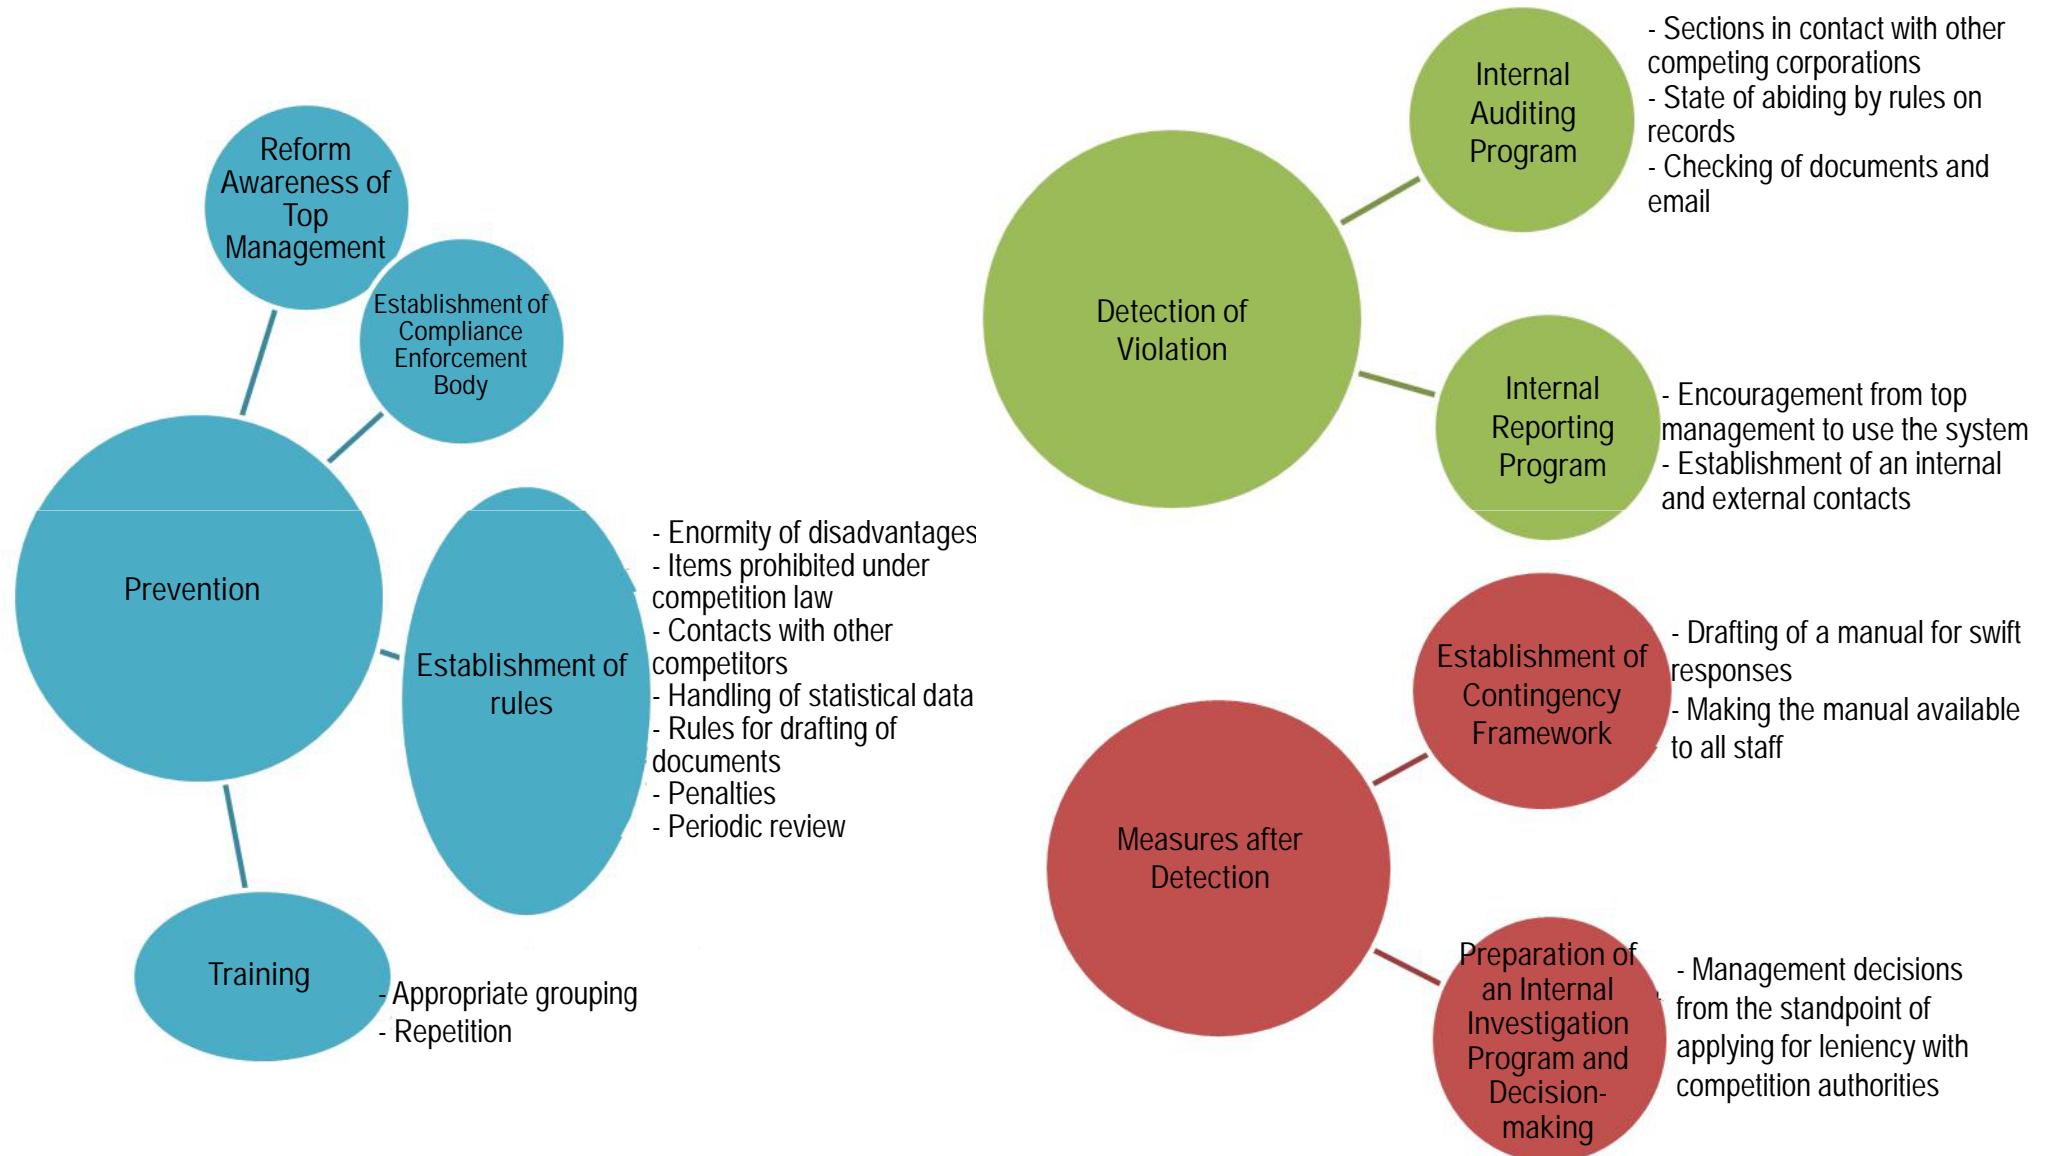 Reform
Awareness of
Top
Management
Establishment of
Compliance
Enforcement
Body
Prevention
Establishment of
rules
- Enormity of disadvantages
- Items prohibited under
competition law
- Contacts with other
competitors
- Handling of statistical data
- Rules for drafting of
documents
- Penalties
- Periodic review
Training
- Appropriate grouping
- Repetition
Detection of
Violation
Internal
Auditing
Program
- Sections in contact with other
competing corporations
- State of abiding by rules on
records
- Checking of documents and
email
Internal
Reporting
Program
- Encouragement from top
management to use the system
- Establishment of an internal
and external contacts
Measures after
Detection
Establishment of
Contingency
Framework
- Drafting of a manual for swift
responses
- Making the manual available
to all staff
Preparation of
an Internal
Investigation
Program and
Decision-
making
- Management decisions
from the standpoint of
applying for leniency with
competition authorities